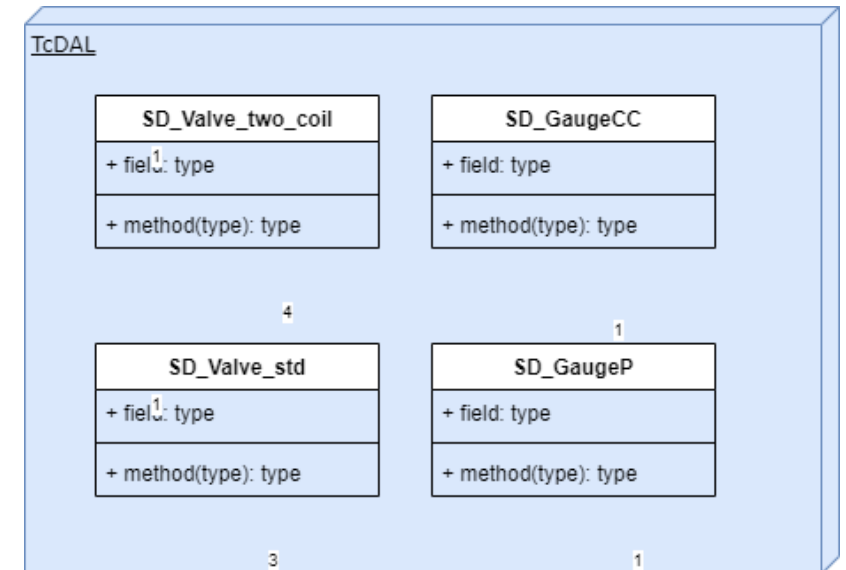 TcDAL
SD_Valve_two_coil
+ field: type
1
+ method(type): type
4
SD_GaugeCC
+ field: type
+ method(type): type
1
SD_Valve_std
+ field: type
1
+ method(type): type
3
SD_GaugeP
+ field: type
+ method(type): type
1